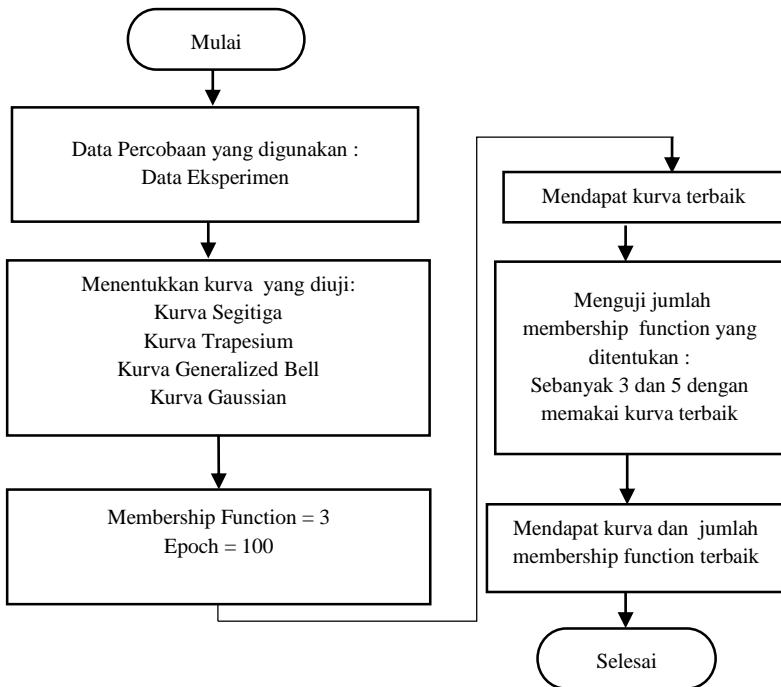 Mulai
Data Percobaan yang digunakan :
Data Eksperimen
Menentukkan kurva yang diuji:
Kurva Segitiga
Kurva Trapesium
Kurva Generalized Bell
Kurva Gaussian
Membership Function = 3
Epoch = 100
Mendapat kurva terbaik
Menguji jumlah
membership function yang
ditentukan :
Sebanyak 3 dan 5 dengan
memakai kurva terbaik
Mendapat kurva dan jumlah
membership function terbaik
Selesai